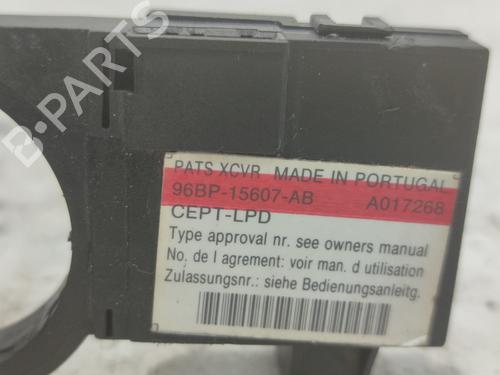 B-PARTS
PATS XCVR MADE IN PORTUGAL
96BP-15607-AB A017268
CEPT-LPD
Type approval nr. see owners manual
No. de l agrement: voir man. d utilisation
Zulassungsnr.: siehe Bedienungsanleitg.